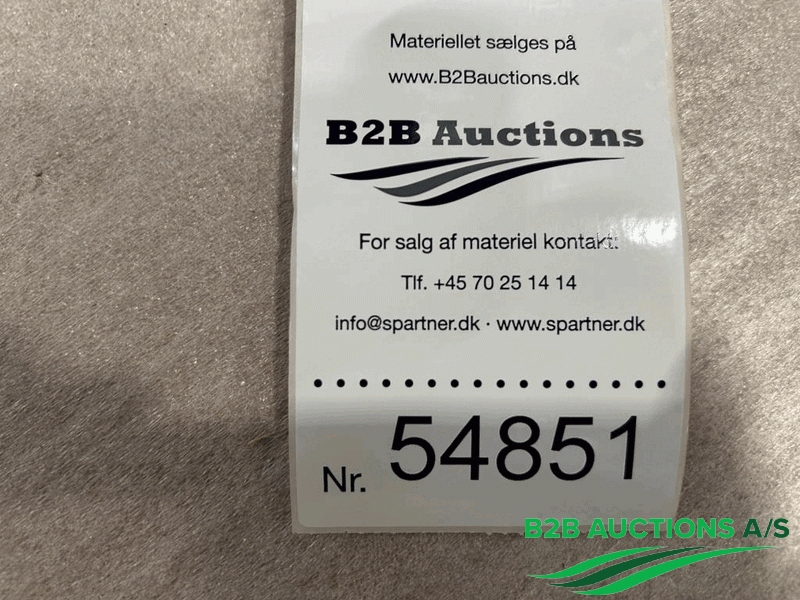 Materiellet sælges på
www.B2Bauctions.dk
B2B Auctions
For salg af materiel kontakt:
Tlf. +45 70 25 14 14
info@spartner.dk · www.spartner.dk
Nr. 54851
B2B AUCTIONS A/S